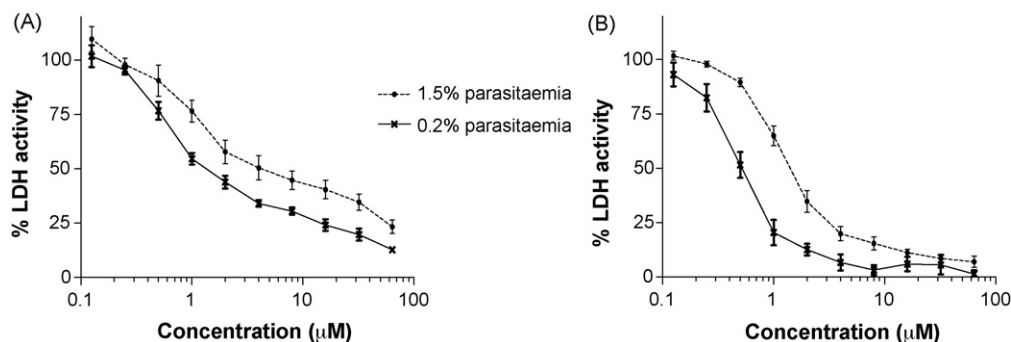 (A)
% LDH activity
100
75
50
25
0
0.1 1 10 100
Concentration (μM)
1.5% parasitaemia
0.2% parasitaemia
(B)
% LDH activity
100
75
50
25
0
0.1 1 10 100
Concentration (μM)